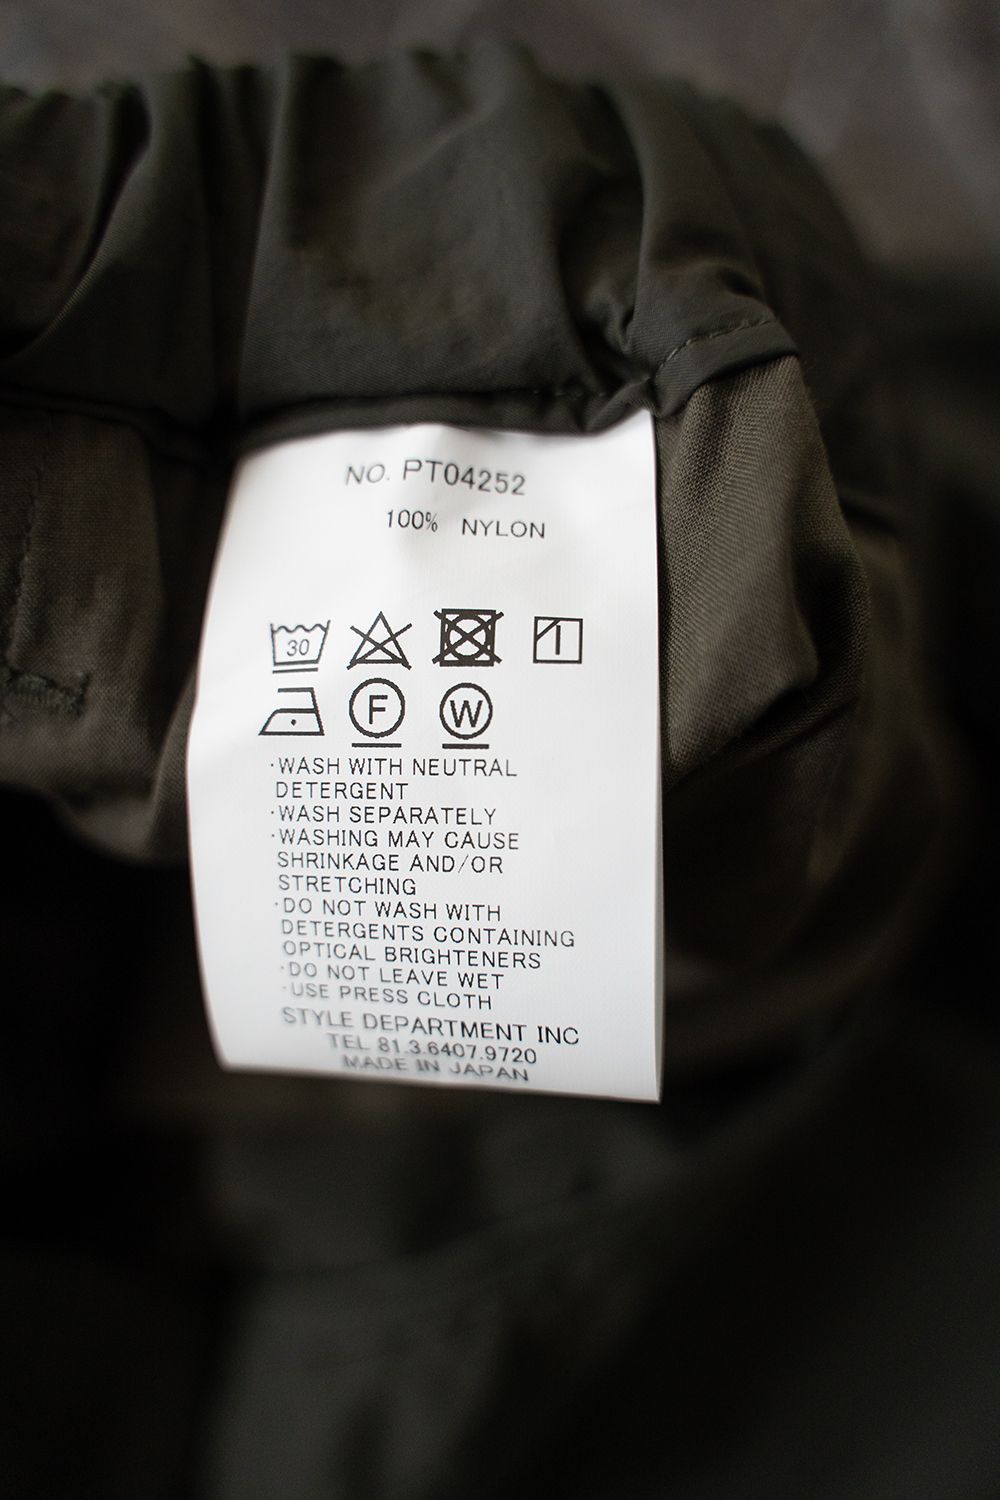 NO. PT04252
100% NYLON
30
F W
·WASH WITH NEUTRAL
DETERGENT
·WASH SEPARATELY
·WASHING MAY CAUSE
SHRINKAGE AND/OR
STRETCHING
·DO NOT WASH WITH
DETERGENTS CONTAINING
OPTICAL BRIGHTENERS
·DO NOT LEAVE WET
·USE PRESS CLOTH
STYLE DEPARTMENT INC
TEL 81.3.6407.9720
MADE IN JAPAN